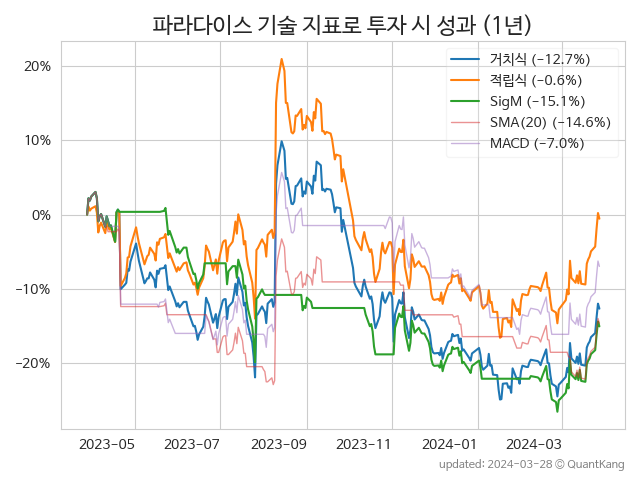 파라다이스 기술 지표로 투자 시 성과 (1년)
거치식 (−12.7%)
적립식 (−0.6%)
SigM (−15.1%)
SMA(20) (−14.6%)
MACD (−7.0%)
20%
10%
0%
−10%
−20%
2023-05 2023-07 2023-09 2023-11 2024-01 2024-03
updated: 2024-03-28 © QuantKang